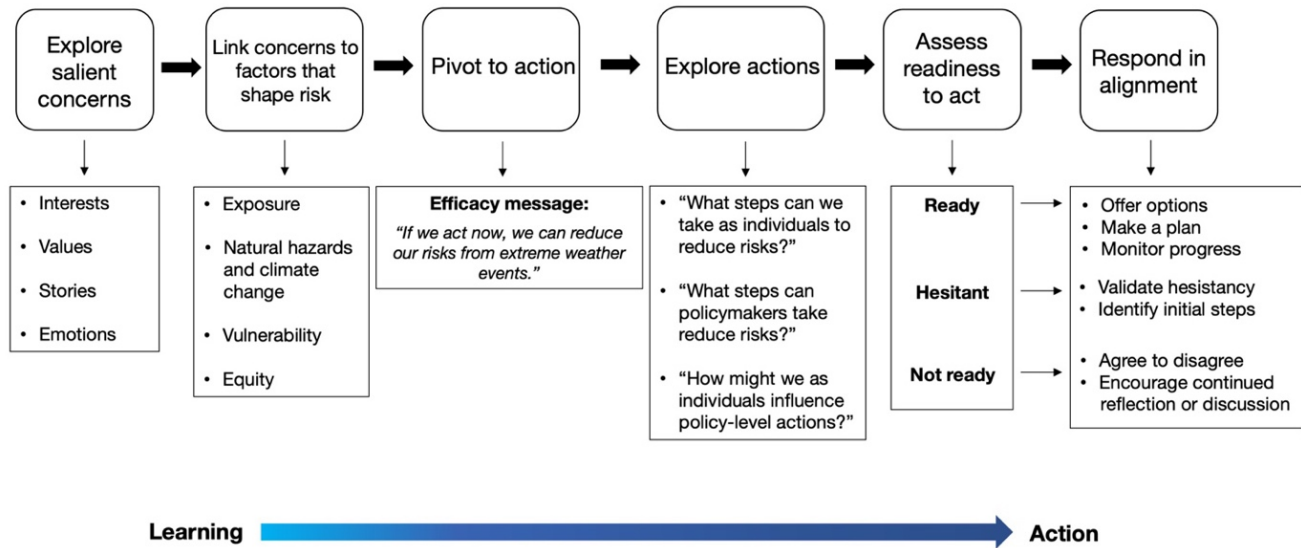 Explore
salient
concerns
Link concerns to
factors that
shape risk
Pivot to action
Explore actions
Assess
readiness
to act
Respond in
alignment
• Interests
• Values
• Stories
• Emotions
• Exposure
• Natural hazards
and climate
change
• Vulnerability
• Equity
Efficacy message:
“If we act now, we can reduce
our risks from extreme weather
events.”
• “What steps can we
take as individuals to
reduce risks?”
• “What steps can
policymakers take
reduce risks?”
• “How might we as
individuals influence
policy-level actions?”
Ready
Hesitant
Not ready
• Offer options
• Make a plan
• Monitor progress
• Validate hesistancy
• Identify initial steps
• Agree to disagree
• Encourage continued
reflection or discussion
Learning
Action